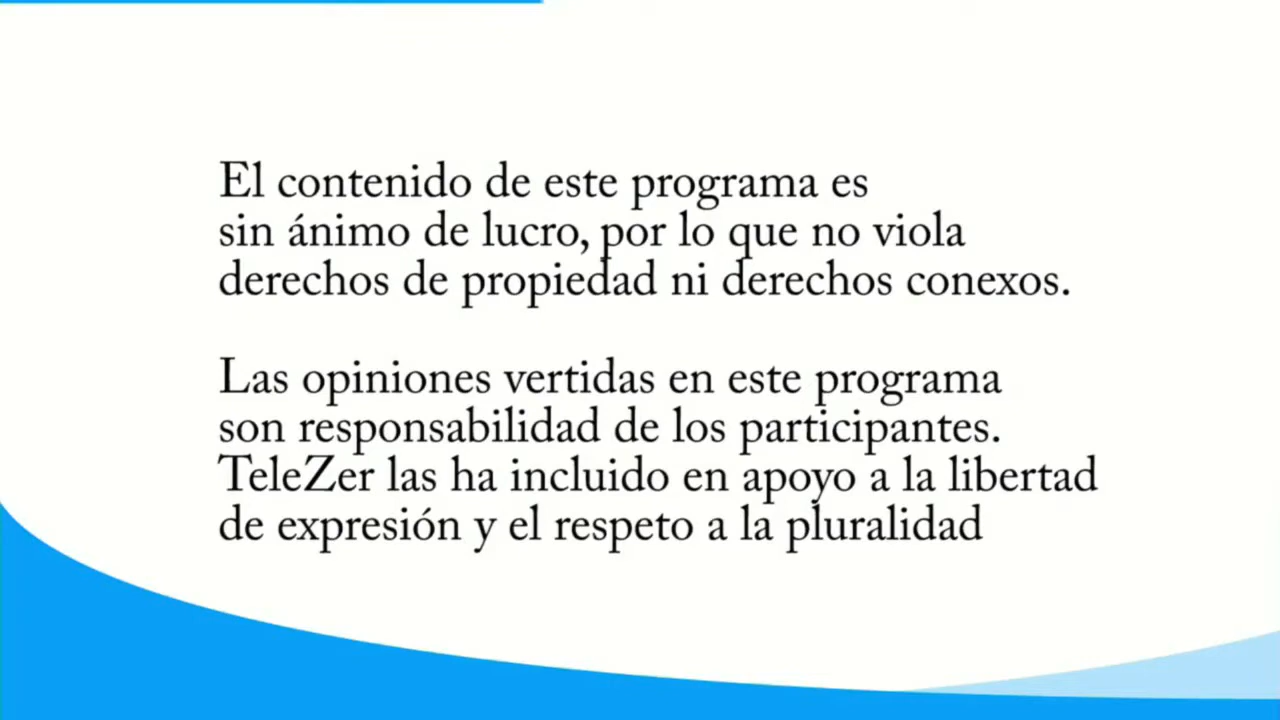 El contenido de este programa es
sin ánimo de lucro, por lo que no viola
derechos de propiedad ni derechos conexos.
Las opiniones vertidas en este programa
son responsabilidad de los participantes.
TeleZer las ha incluido en apoyo a la libertad
de expresión y el respeto a la pluralidad